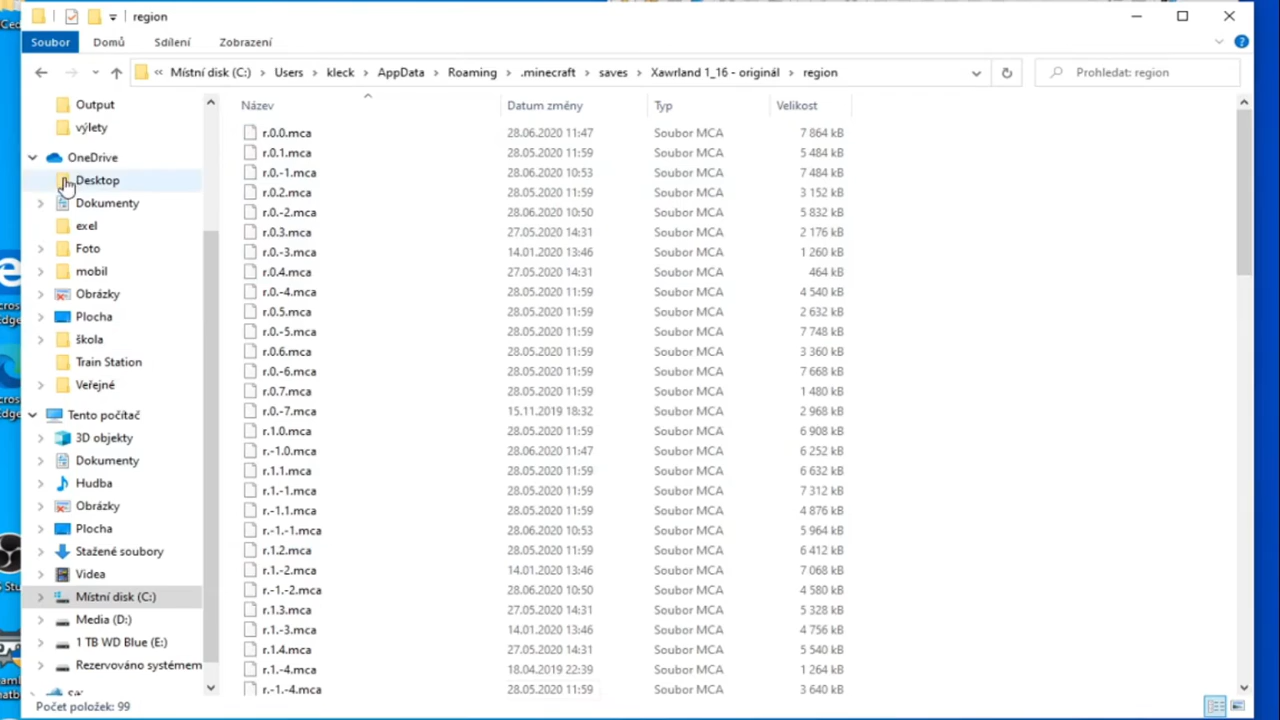 region
Soubor Domů Sdílení Zobrazení
« Místní disk (C:) › Users › kleck › AppData › Roaming › .minecraft › saves › Xawrland 1_16 - originál › region
Prohledat: region
Output
výlety
OneDrive
Desktop
Dokumenty
exel
Foto
mobil
Obrázky
Plocha
škola
Train Station
Veřejné
Tento počítač
3D objekty
Dokumenty
Hudba
Obrázky
Plocha
Stažené soubory
Videa
Místní disk (C:)
Media (D:)
1 TB WD Blue (E:)
Rezervováno systémem
Název Datum změny Typ Velikost
r.0.0.mca 28.06.2020 11:47 Soubor MCA 7 864 kB
r.0.1.mca 28.05.2020 11:59 Soubor MCA 5 484 kB
r.0.-1.mca 28.06.2020 10:53 Soubor MCA 7 484 kB
r.0.2.mca 28.05.2020 11:59 Soubor MCA 3 152 kB
r.0.-2.mca 28.06.2020 10:50 Soubor MCA 5 832 kB
r.0.3.mca 27.05.2020 14:31 Soubor MCA 2 176 kB
r.0.-3.mca 14.01.2020 13:46 Soubor MCA 1 260 kB
r.0.4.mca 27.05.2020 14:31 Soubor MCA 464 kB
r.0.-4.mca 28.05.2020 11:59 Soubor MCA 4 540 kB
r.0.5.mca 28.05.2020 11:59 Soubor MCA 2 632 kB
r.0.-5.mca 28.05.2020 11:59 Soubor MCA 7 748 kB
r.0.6.mca 28.05.2020 11:59 Soubor MCA 3 360 kB
r.0.-6.mca 28.05.2020 11:59 Soubor MCA 7 668 kB
r.0.7.mca 28.05.2020 11:59 Soubor MCA 1 480 kB
r.0.-7.mca 15.11.2019 18:32 Soubor MCA 2 968 kB
r.1.0.mca 28.05.2020 11:59 Soubor MCA 6 908 kB
r.-1.0.mca 28.06.2020 11:47 Soubor MCA 6 252 kB
r.1.1.mca 28.05.2020 11:59 Soubor MCA 6 632 kB
r.1.-1.mca 28.05.2020 11:59 Soubor MCA 7 312 kB
r.-1.1.mca 28.05.2020 11:59 Soubor MCA 4 876 kB
r.-1.-1.mca 28.06.2020 10:53 Soubor MCA 5 964 kB
r.1.2.mca 28.05.2020 11:59 Soubor MCA 6 412 kB
r.1.-2.mca 14.01.2020 13:46 Soubor MCA 7 068 kB
r.-1.-2.mca 28.06.2020 10:50 Soubor MCA 4 580 kB
r.1.3.mca 27.05.2020 14:31 Soubor MCA 5 328 kB
r.1.-3.mca 14.01.2020 13:46 Soubor MCA 4 756 kB
r.1.4.mca 27.05.2020 14:31 Soubor MCA 5 540 kB
r.1.-4.mca 18.04.2019 22:39 Soubor MCA 1 264 kB
r.-1.-4.mca 28.05.2020 11:59 Soubor MCA 3 640 kB
Počet položek: 99